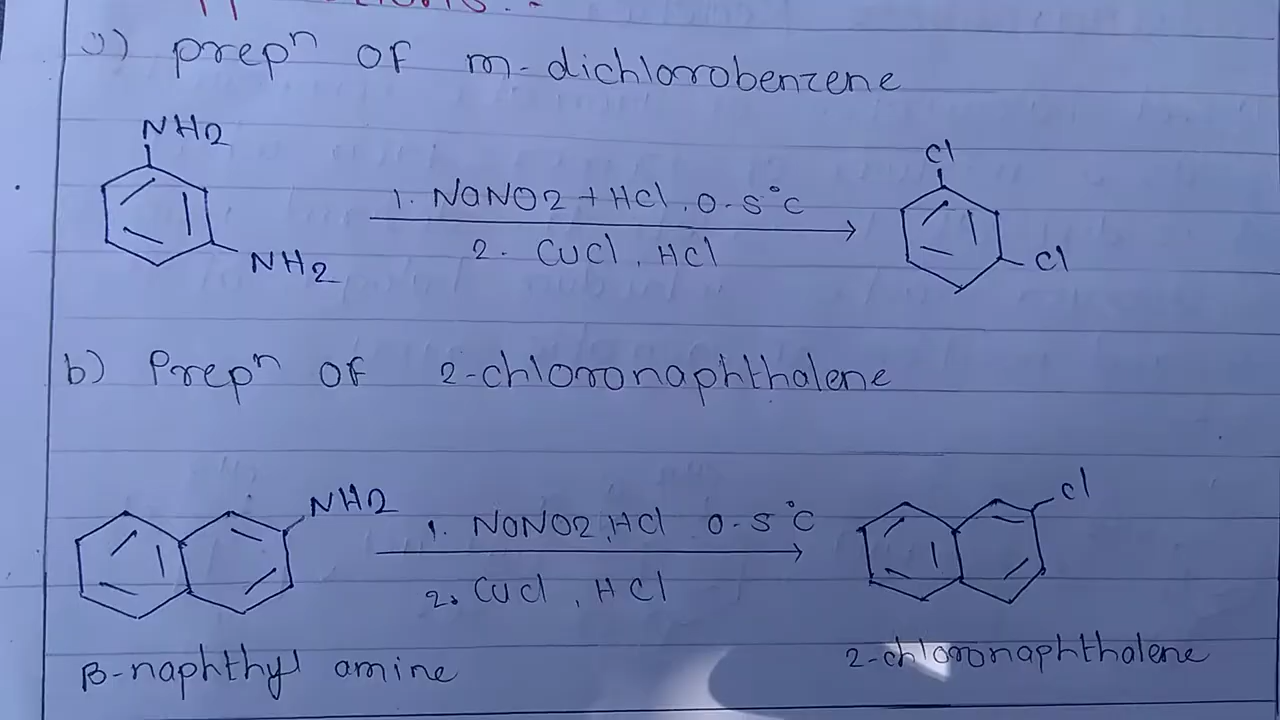 a) prepⁿ of m-dichlorobenzene
NH2
NH2
1. NaNO2 + HCl, 0-5°C
2. CuCl, HCl
Cl
Cl
b) Prepⁿ of 2-chloronaphthalene
NH2
1. NaNO2, HCl 0-5°C
2. CuCl, HCl
Cl
β-naphthyl amine
2-chloronaphthalene